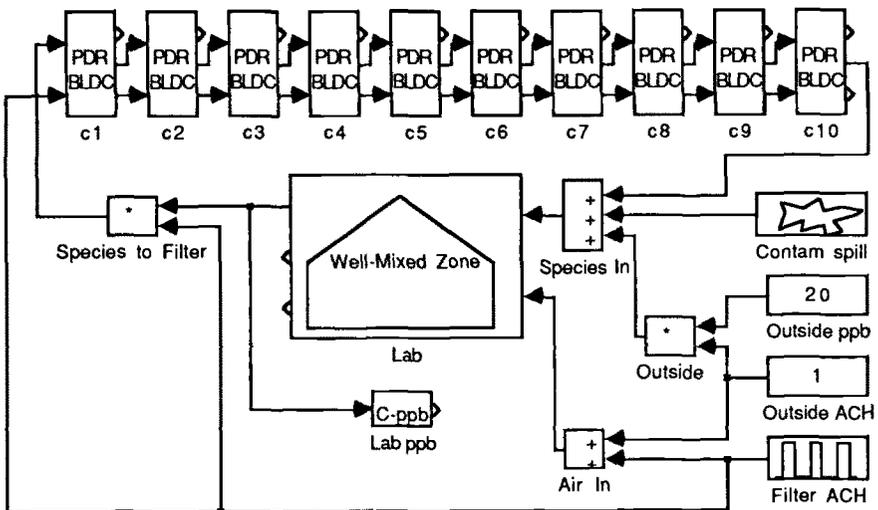 PDR PDR PDR PDR PDR PDR PDR PDR PDR PDR
BLDC BLDC BLDC BLDC BLDC BLDC BLDC BLDC BLDC BLDC
c1 c2 c3 c4 c5 c6 c7 c8 c9 c10
*
Species to Filter
Well-Mixed Zone
Lab
+
+
+
Species In
Contam spill
20
Outside ppb
*
Outside
1
Outside ACH
C-ppb
Lab ppb
+
+
Air In
Filter ACH